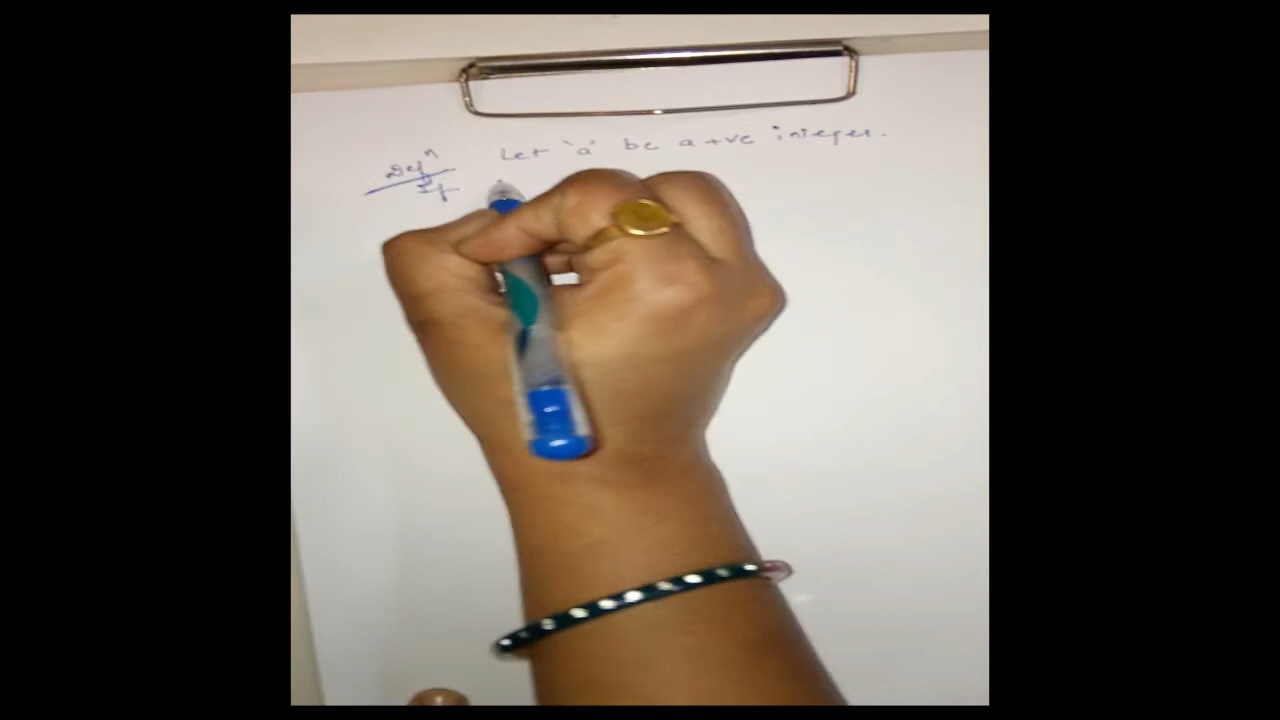 Defⁿ Let 'a' be a +ve integer.